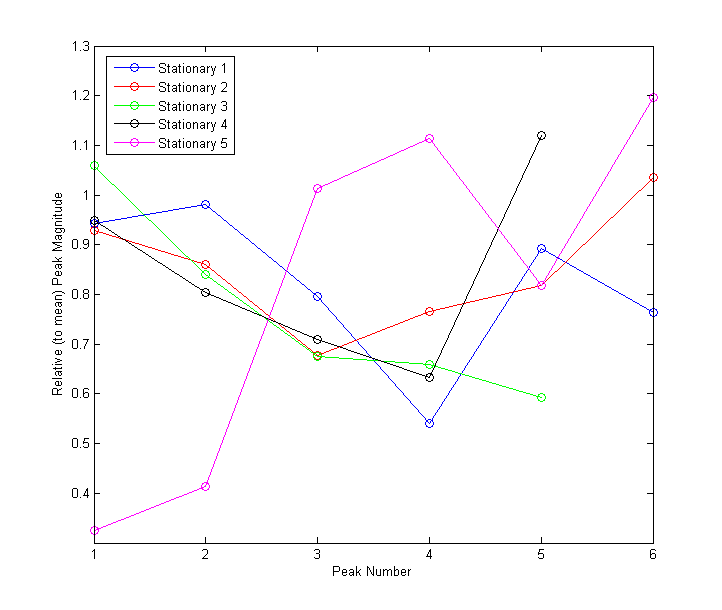 1.3
1.2
1.1
1
0.9
0.8
0.7
0.6
0.5
0.4
Relative (to mean) Peak Magnitude
Stationary 1
Stationary 2
Stationary 3
Stationary 4
Stationary 5
1 2 3 4 5 6
Peak Number